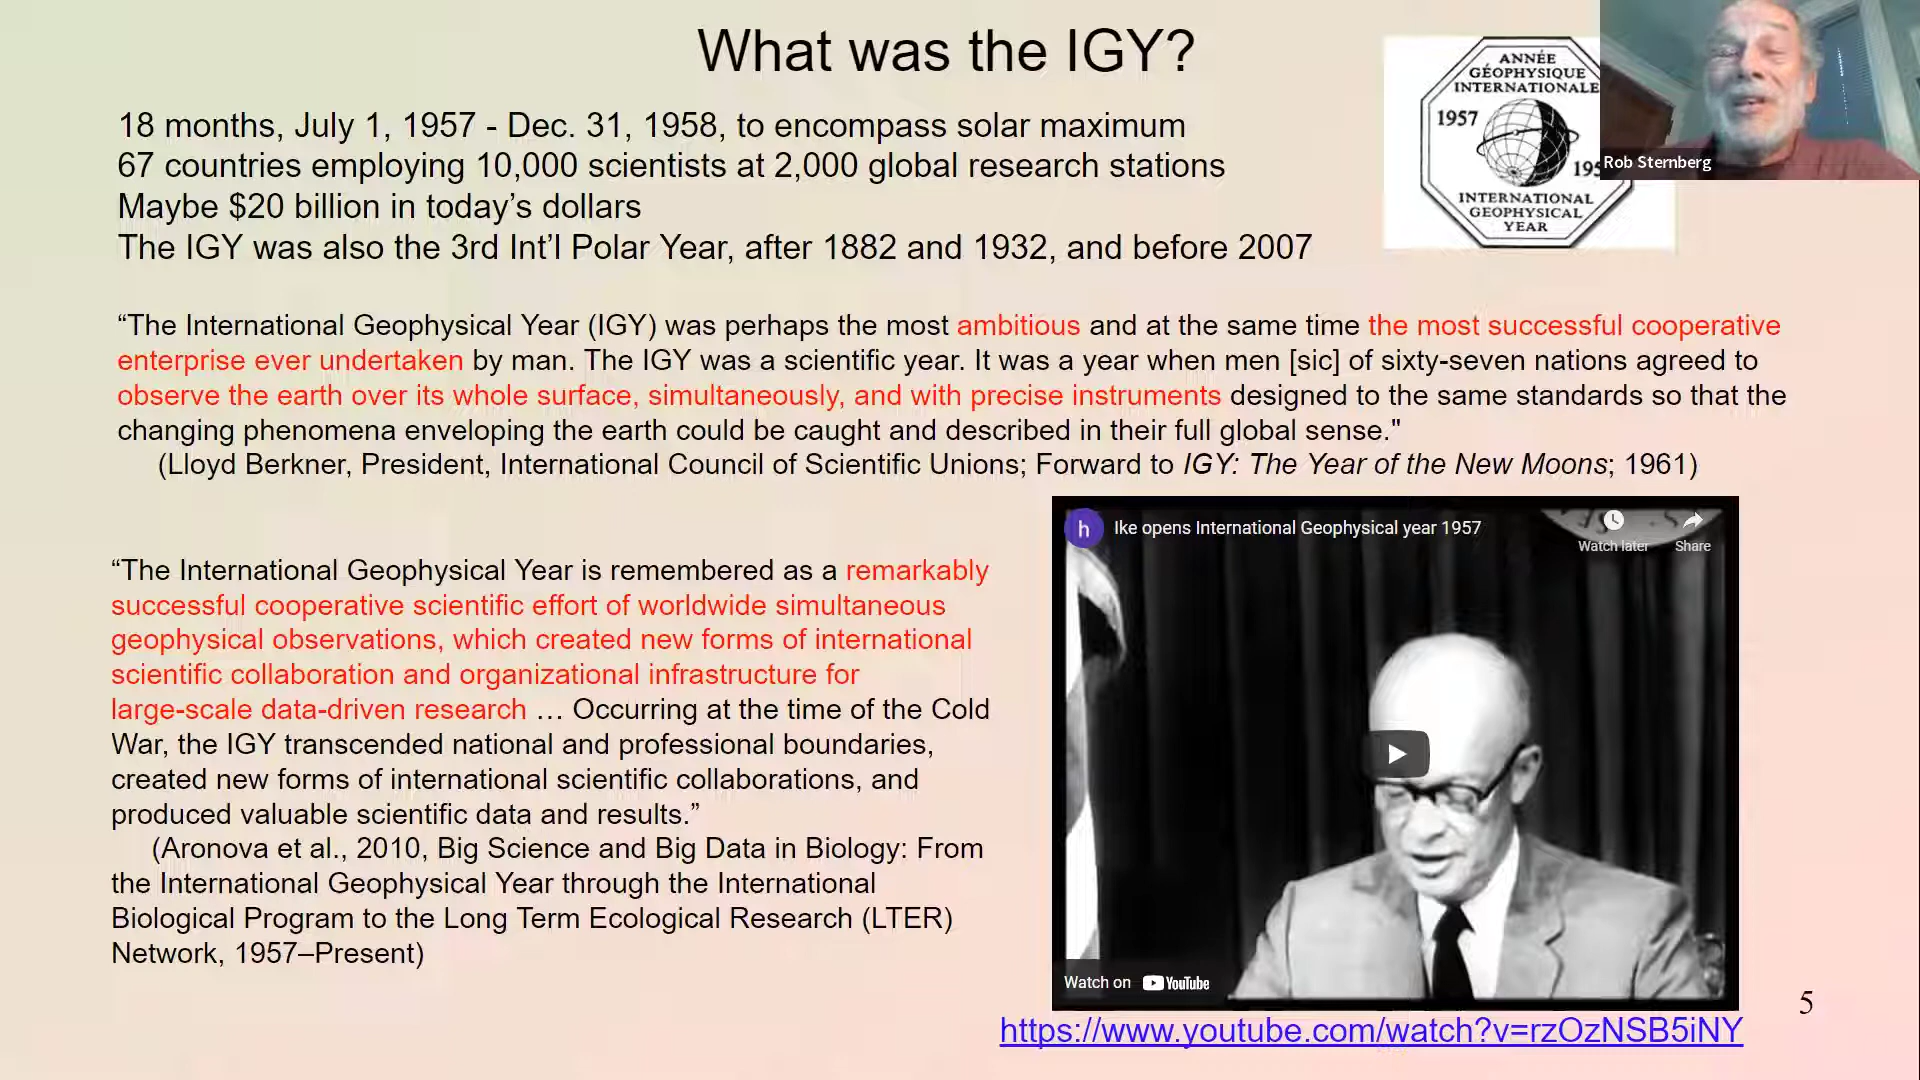 What was the IGY?
18 months, July 1, 1957 - Dec. 31, 1958, to encompass solar maximum
67 countries employing 10,000 scientists at 2,000 global research stations
Maybe $20 billion in today’s dollars
The IGY was also the 3rd Int’l Polar Year, after 1882 and 1932, and before 2007
ANNÉE
GÉOPHYSIQUE
INTERNATIONALE
1957
195
INTERNATIONAL
GEOPHYSICAL
YEAR
Rob Sternberg
“The International Geophysical Year (IGY) was perhaps the most ambitious and at the same time the most successful cooperative
enterprise ever undertaken by man. The IGY was a scientific year. It was a year when men [sic] of sixty-seven nations agreed to
observe the earth over its whole surface, simultaneously, and with precise instruments designed to the same standards so that the
changing phenomena enveloping the earth could be caught and described in their full global sense."
(Lloyd Berkner, President, International Council of Scientific Unions; Forward to IGY: The Year of the New Moons; 1961)
“The International Geophysical Year is remembered as a remarkably
successful cooperative scientific effort of worldwide simultaneous
geophysical observations, which created new forms of international
scientific collaboration and organizational infrastructure for
large-scale data-driven research … Occurring at the time of the Cold
War, the IGY transcended national and professional boundaries,
created new forms of international scientific collaborations, and
produced valuable scientific data and results.”
(Aronova et al., 2010, Big Science and Big Data in Biology: From
the International Geophysical Year through the International
Biological Program to the Long Term Ecological Research (LTER)
Network, 1957–Present)
h
Ike opens International Geophysical year 1957
Watch later
Share
Watch on YouTube
https://www.youtube.com/watch?v=rzOzNSB5iNY
5